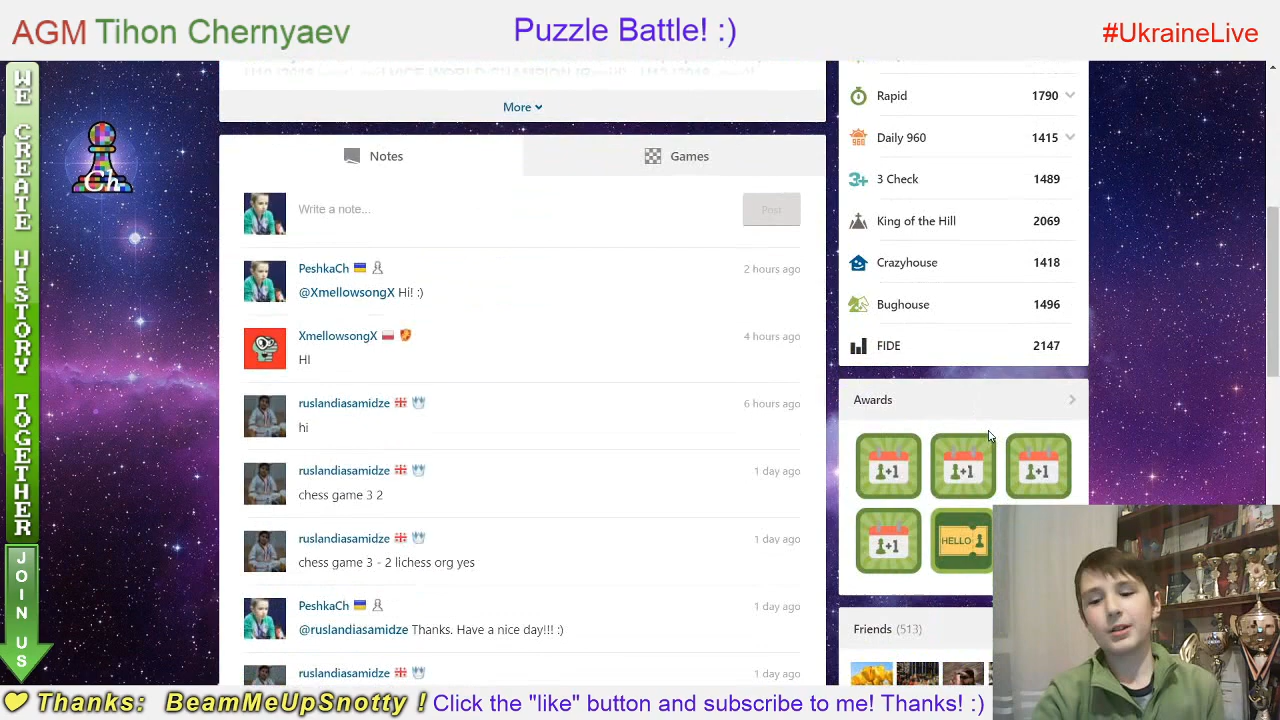 AGM Tihon Chernyaev
Puzzle Battle! :)
#UkraineLive
WE CREATE HISTORY TOGETHER
JOIN US
Ch
More
Notes
Games
Write a note...
Post
PeshkaCh
2 hours ago
@XmellowsongX Hi! :)
XmellowsongX
4 hours ago
HI
ruslandiasamidze
6 hours ago
hi
ruslandiasamidze
1 day ago
chess game 3 2
ruslandiasamidze
1 day ago
chess game 3 - 2 lichess org yes
PeshkaCh
1 day ago
@ruslandiasamidze Thanks. Have a nice day!!! :)
ruslandiasamidze
1 day ago
Rapid 1790
960 Daily 960 1415
3+ 3 Check 1489
King of the Hill 2069
Crazyhouse 1418
Bughouse 1496
FIDE 2147
Awards
+1 +1 +1
+1 HELLO
Friends (513)
Thanks: BeamMeUpSnotty ! Click the "like" button and subscribe to me! Thanks! :)